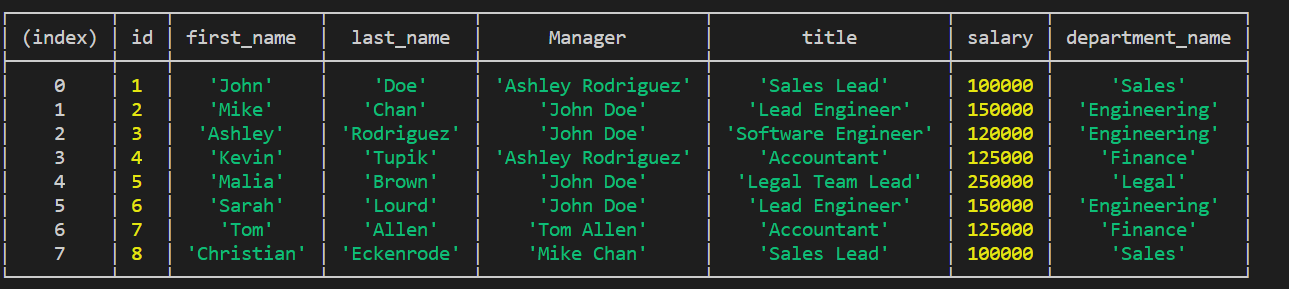 (index) id first_name last_name Manager title salary department_name
0 1 'John' 'Doe' 'Ashley Rodriguez' 'Sales Lead' 100000 'Sales'
1 2 'Mike' 'Chan' 'John Doe' 'Lead Engineer' 150000 'Engineering'
2 3 'Ashley' 'Rodriguez' 'John Doe' 'Software Engineer' 120000 'Engineering'
3 4 'Kevin' 'Tupik' 'Ashley Rodriguez' 'Accountant' 125000 'Finance'
4 5 'Malia' 'Brown' 'John Doe' 'Legal Team Lead' 250000 'Legal'
5 6 'Sarah' 'Lourd' 'John Doe' 'Lead Engineer' 150000 'Engineering'
6 7 'Tom' 'Allen' 'Tom Allen' 'Accountant' 125000 'Finance'
7 8 'Christian' 'Eckenrode' 'Mike Chan' 'Sales Lead' 100000 'Sales'